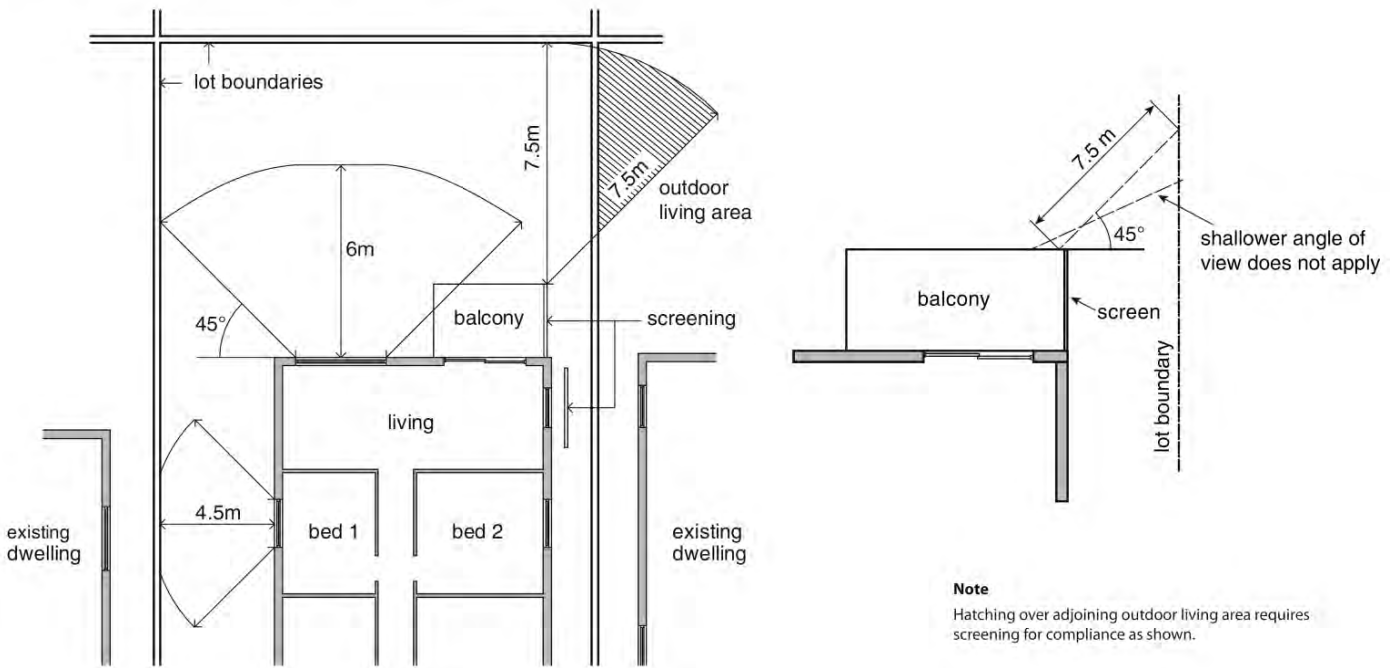 lot boundaries
7.5m
7.5m
outdoor
living area
6m
45°
balcony
screening
living
4.5m
bed 1
bed 2
existing
dwelling
existing
dwelling
7.5 m
45°
shallower angle of
view does not apply
balcony
screen
lot boundary
Note
Hatching over adjoining outdoor living area requires
screening for compliance as shown.